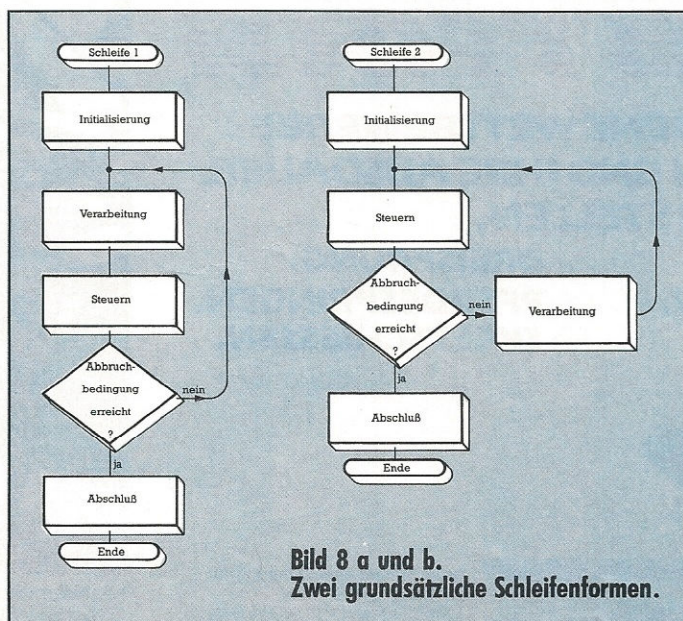 Schleife 1
Initialisierung
Verarbeitung
Steuern
Abbruch-
bedingung
erreicht
?
nein
ja
Abschluß
Ende
Schleife 2
Initialisierung
Steuern
Abbruch-
bedingung
erreicht
?
nein
Verarbeitung
ja
Abschluß
Ende
Bild 8 a und b.
Zwei grundsätzliche Schleifenformen.